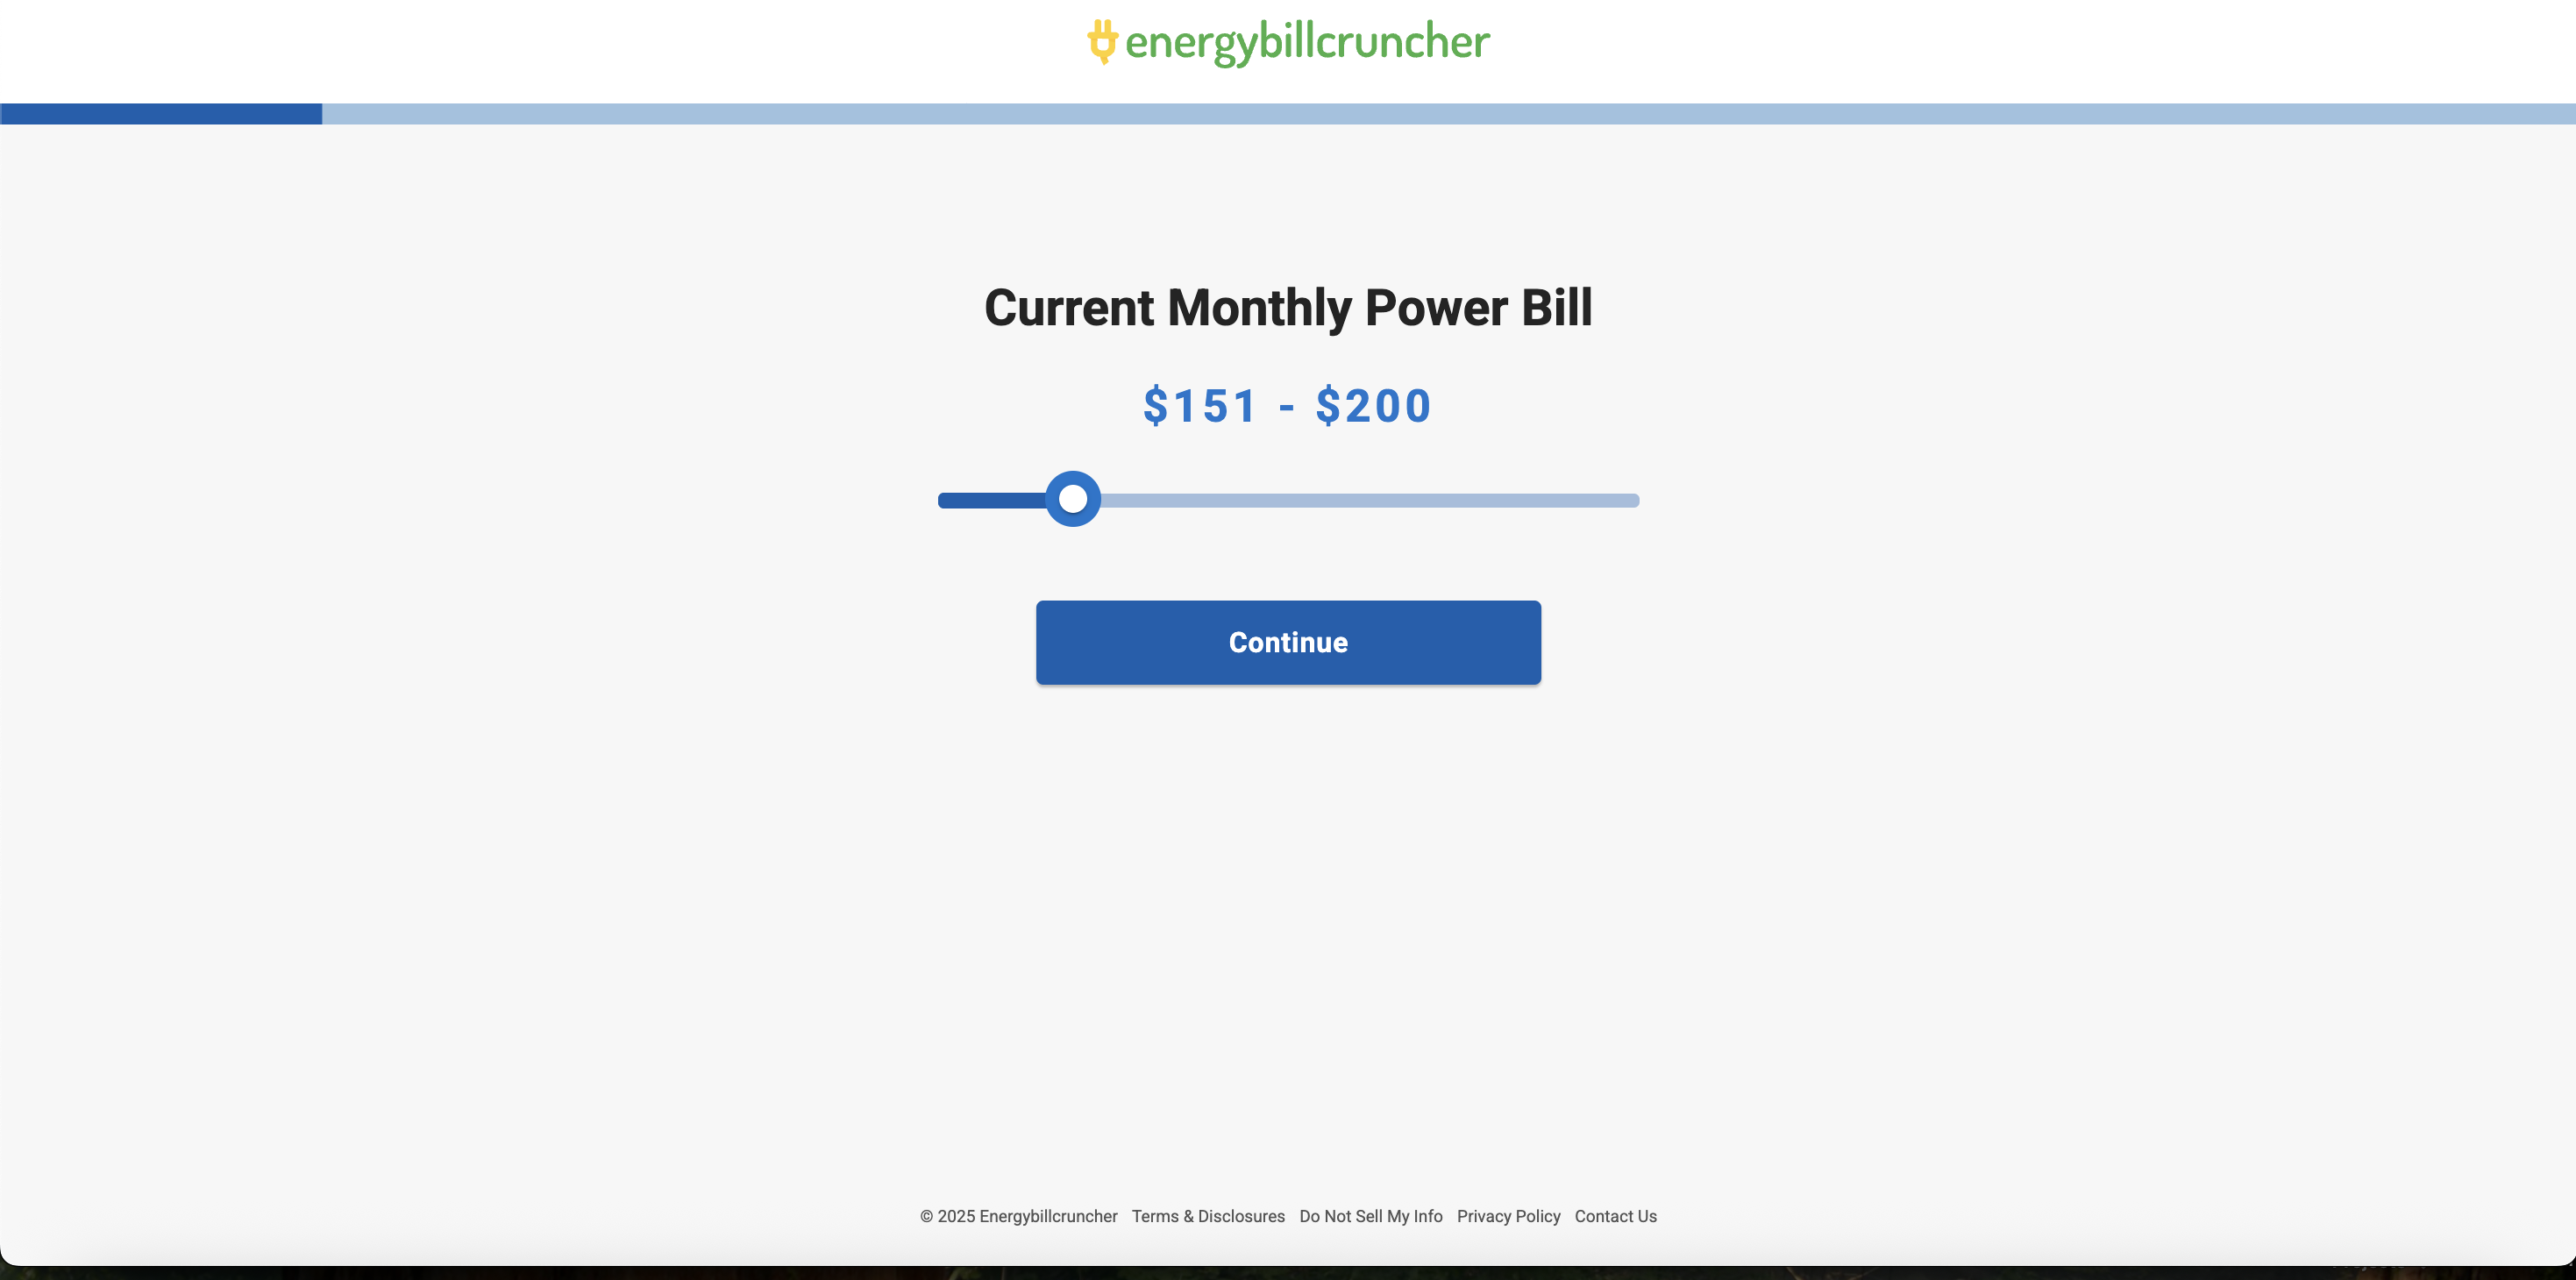 energybillcruncher
Current Monthly Power Bill
$151 - $200
Continue
© 2025 Energybillcruncher Terms & Disclosures Do Not Sell My Info Privacy Policy Contact Us